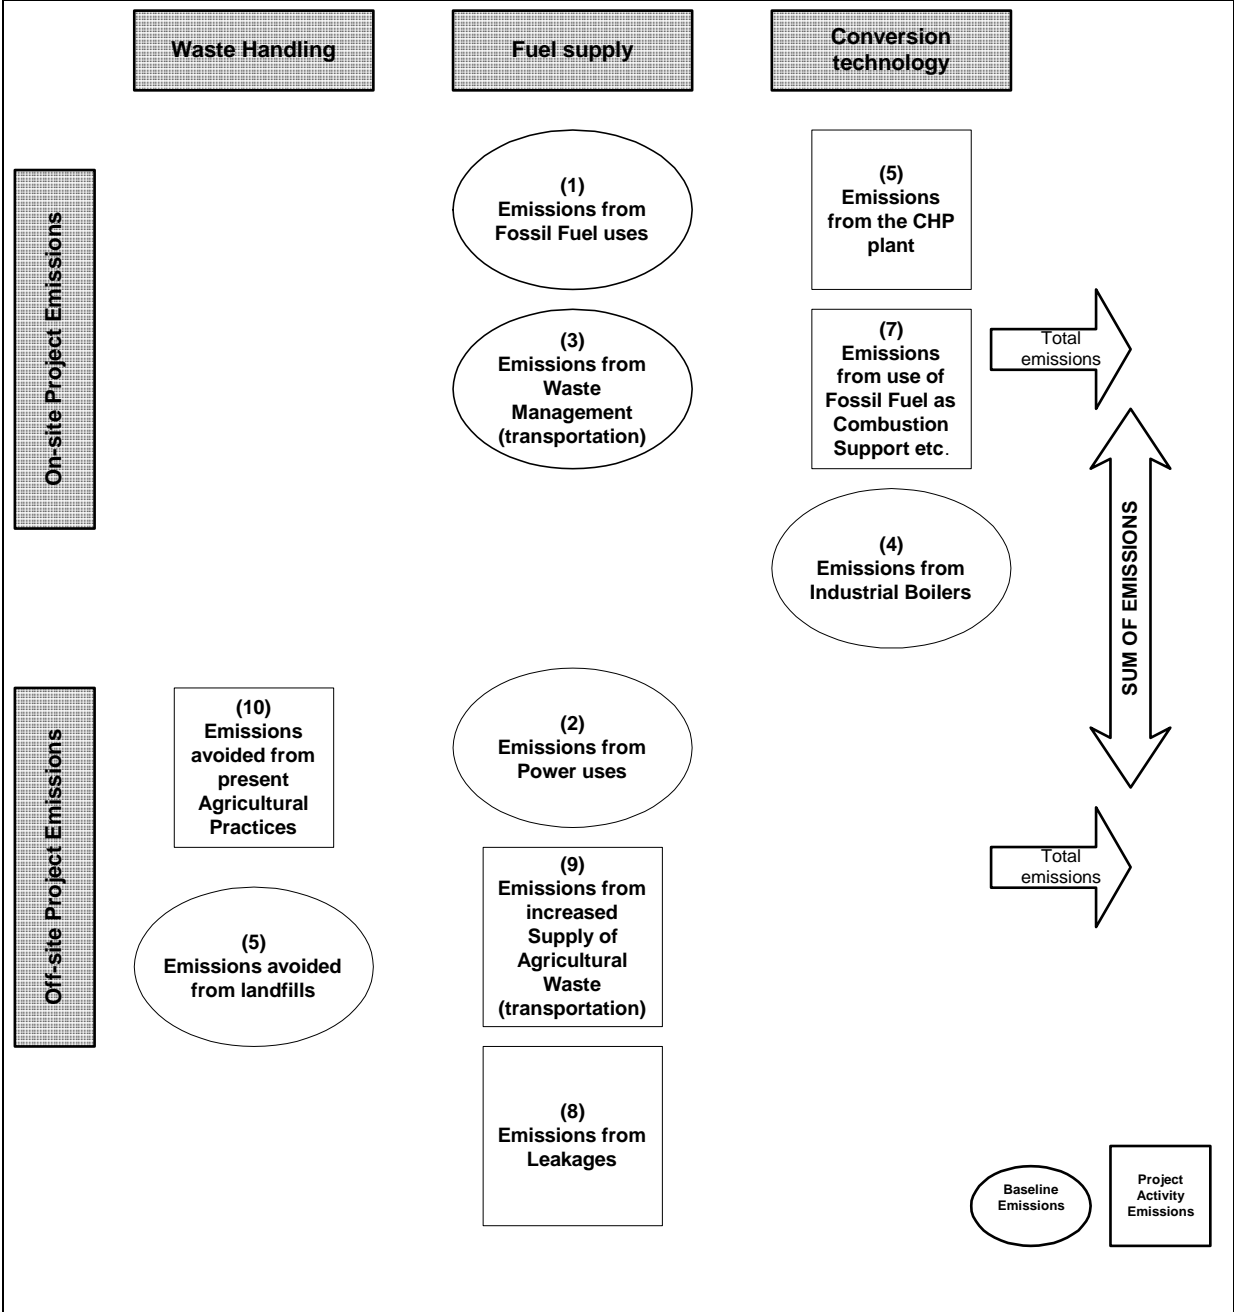 Waste Handling
Fuel supply
Conversion
technology
On-site Project Emissions
(1)
Emissions from
Fossil Fuel uses
(5)
Emissions
from the CHP
plant
(3)
Emissions from
Waste
Management
(transportation)
(7)
Emissions
from use of
Fossil Fuel as
Combustion
Support etc.
Total
emissions
(4)
Emissions from
Industrial Boilers
SUM OF EMISSIONS
Off-site Project Emissions
(10)
Emissions
avoided from
present
Agricultural
Practices
(2)
Emissions from
Power uses
(9)
Emissions from
increased
Supply of
Agricultural
Waste
(transportation)
Total
emissions
(5)
Emissions avoided
from landfills
(8)
Emissions from
Leakages
Baseline
Emissions
Project
Activity
Emissions